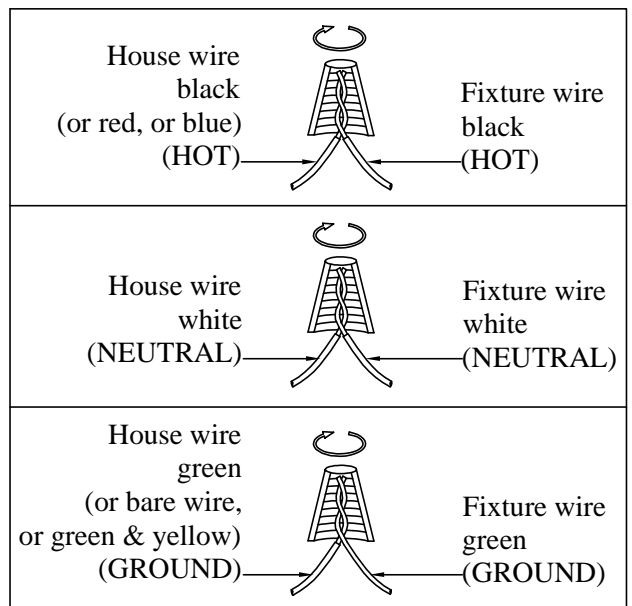 House wire
black
(or red, or blue)
(HOT)
Fixture wire
black
(HOT)
House wire
white
(NEUTRAL)
Fixture wire
white
(NEUTRAL)
House wire
green
(or bare wire,
or green & yellow)
(GROUND)
Fixture wire
green
(GROUND)